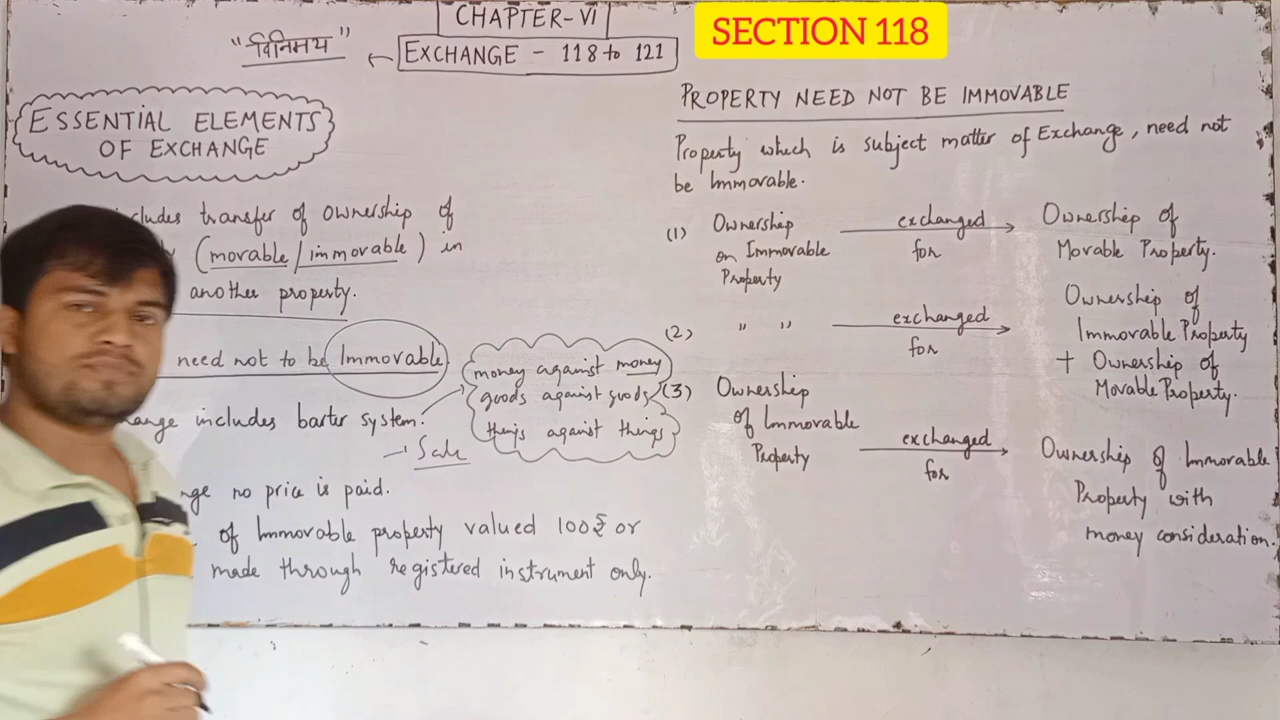 CHAPTER-VI
"विनिमय"
EXCHANGE - 118 to 121
SECTION 118
ESSENTIAL ELEMENTS
OF EXCHANGE
cludes transfer of ownership of
(movable/immovable) in
another property.
need not to be Immovable
ange includes barter system.
Sale
money against money
goods against goods
things against things
nge no price is paid.
of Immovable property valued 100₹ or
made through registered instrument only.
PROPERTY NEED NOT BE IMMOVABLE
Property which is subject matter of Exchange, need not
be Immovable.
(1) Ownership exchanged Ownership of
on Immovable for Movable Property.
Property
(2) " " exchanged Ownership of
for Immovable Property
+ Ownership of
Movable Property.
(3) Ownership
of Immovable exchanged Ownership of Immovable
Property for Property with
money consideration.